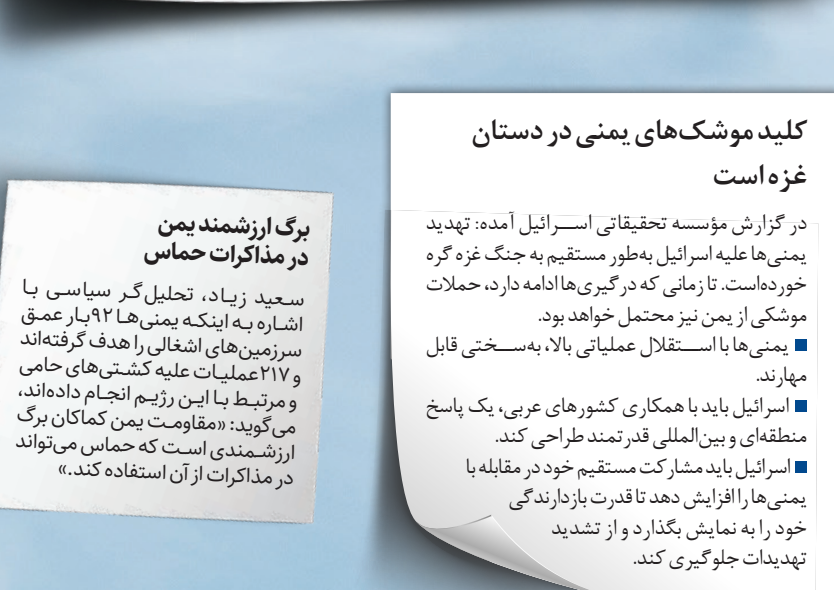 کلید موشک‌های یمنی در دستان
غزه است
در گزارش مؤسسه تحقیقاتی اسـرائیل آمده: تهدید
یمنی‌ها علیه اسرائیل به‌طور مستقیم به جنگ غزه گره
خورده‌است. تا زمانی که درگیری‌ها ادامه دارد، حملات
موشکی از یمن نیز محتمل خواهد بود.
■ یمنی‌ها با اسـتقلال عملیاتی بالا، به‌سـختی قابل
مهارند.
■ اسرائیل باید با همکاری کشورهای عربی، یک پاسخ
منطقه‌ای و بین‌المللی قدرتمند طراحی کند.
■ اسرائیل باید مشارکت مستقیم خود در مقابله با
یمنی‌ها را افزایش دهد تا قدرت بازدارندگی
خود را به نمایش بگذارد و از تشدید
تهدیدات جلوگیری کند.
برگ ارزشمند یمن
در مذاکرات حماس
سعید زیاد، تحلیل‌گر سیاسی با
اشاره به اینکه یمنی‌ها ۹۲بار عمق
سرزمین‌های اشغالی را هدف گرفته‌اند
و ۲۱۷عملیات علیه کشتی‌های حامی
و مرتبط با این رژیم انجام داده‌اند،
می‌گوید: «مقاومت یمن کماکان برگ
ارزشمندی است که حماس می‌تواند
در مذاکرات از آن استفاده کند.»